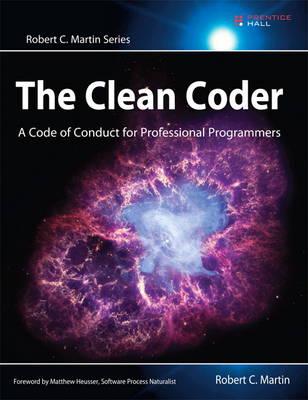 Robert C. Martin Series
PRENTICE
HALL
The Clean Coder
A Code of Conduct for Professional Programmers
Foreword by Matthew Heusser, Software Process Naturalist
Robert C. Martin